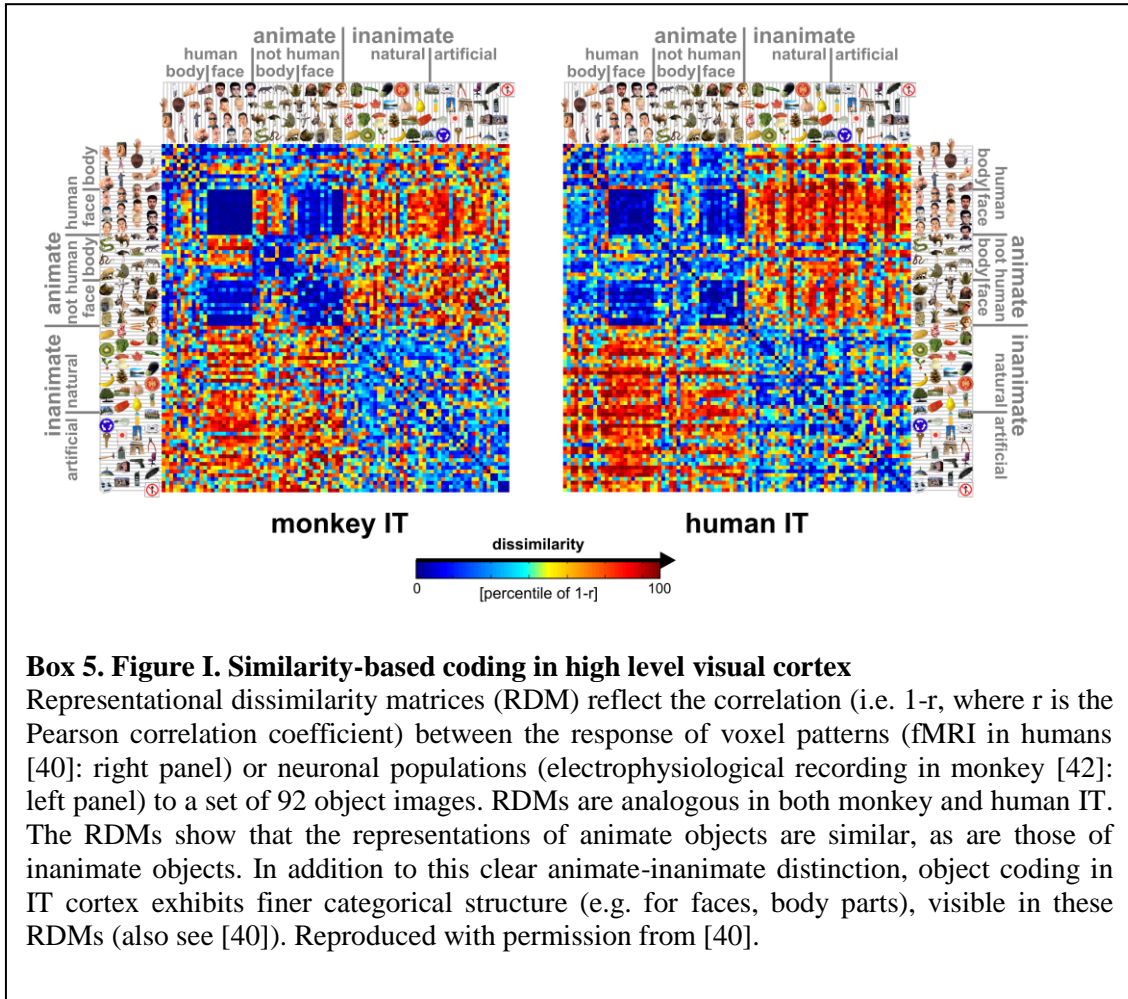 animate inanimate
human not human natural artificial
body face body face
animate inanimate
human not human natural artificial
body face body face
animate inanimate
human not human natural artificial
body face body face
human not human natural artificial
body face body face
animate inanimate
monkey IT human IT
dissimilarity
0 100
[percentile of 1-r]
Box 5. Figure I. Similarity-based coding in high level visual cortex
Representational dissimilarity matrices (RDM) reflect the correlation (i.e. 1-r, where r is the
Pearson correlation coefficient) between the response of voxel patterns (fMRI in humans
[40]: right panel) or neuronal populations (electrophysiological recording in monkey [42]:
left panel) to a set of 92 object images. RDMs are analogous in both monkey and human IT.
The RDMs show that the representations of animate objects are similar, as are those of
inanimate objects. In addition to this clear animate-inanimate distinction, object coding in
IT cortex exhibits finer categorical structure (e.g. for faces, body parts), visible in these
RDMs (also see [40]). Reproduced with permission from [40].